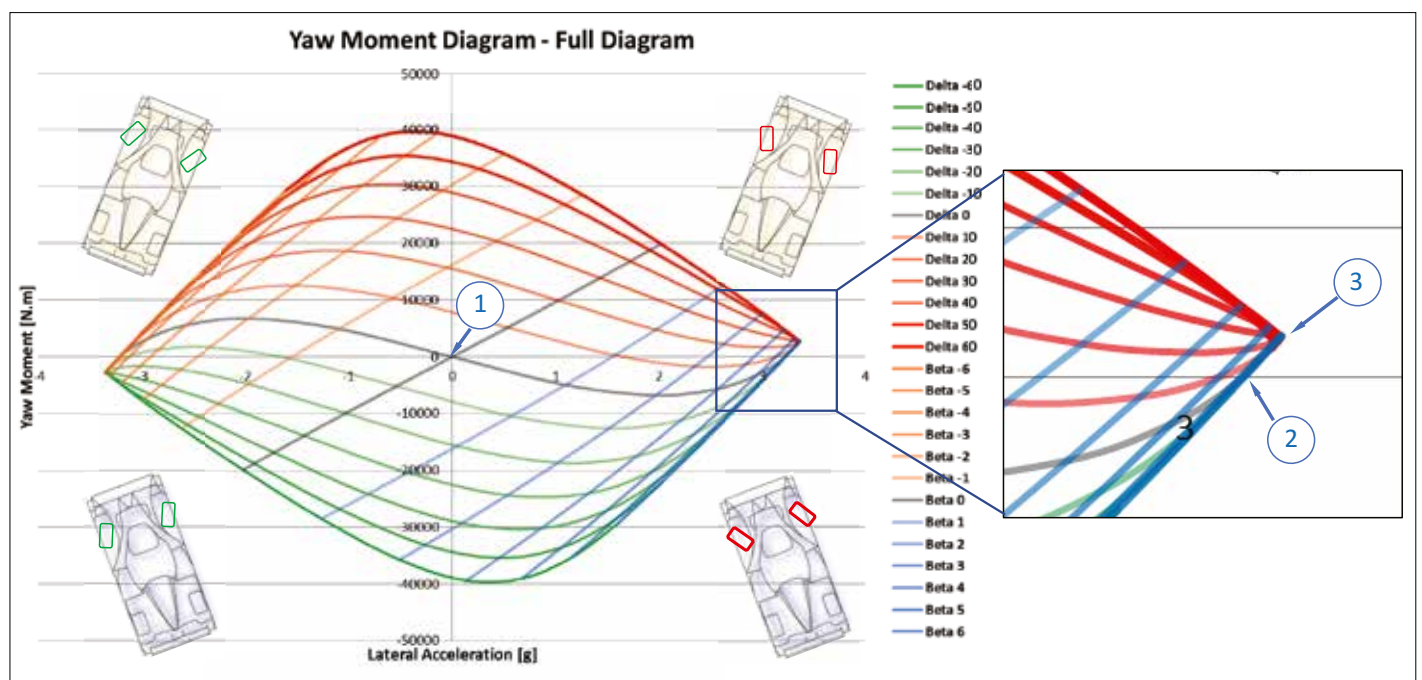 Yaw Moment Diagram - Full Diagram
50000
40000
30000
20000
10000
0
-10000
-20000
-30000
-40000
-50000
4
-3
-2
-1
0
1
2
3
4
Yaw Moment [N.m]
Lateral Acceleration [g]
1
Delta -60
Delta -50
Delta -40
Delta -30
Delta -20
Delta -10
Delta 0
Delta 10
Delta 20
Delta 30
Delta 40
Delta 50
Delta 60
Beta -6
Beta -5
Beta -4
Beta -3
Beta -2
Beta -1
Beta 0
Beta 1
Beta 2
Beta 3
Beta 4
Beta 5
Beta 6
3
3
2